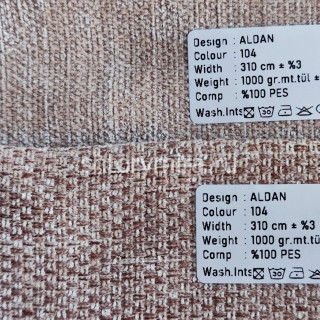 Design : ALDAN
Colour : 104
Width : 310 cm ± %3
Weight : 1000 gr.mt.tül ±
Comp : %100 PES
Wash.Ints
Design : ALDAN
Colour : 104
Width : 310 cm ± %3
Weight : 1000 gr.mt.tül
Comp : %100 PES
Wash.Ints